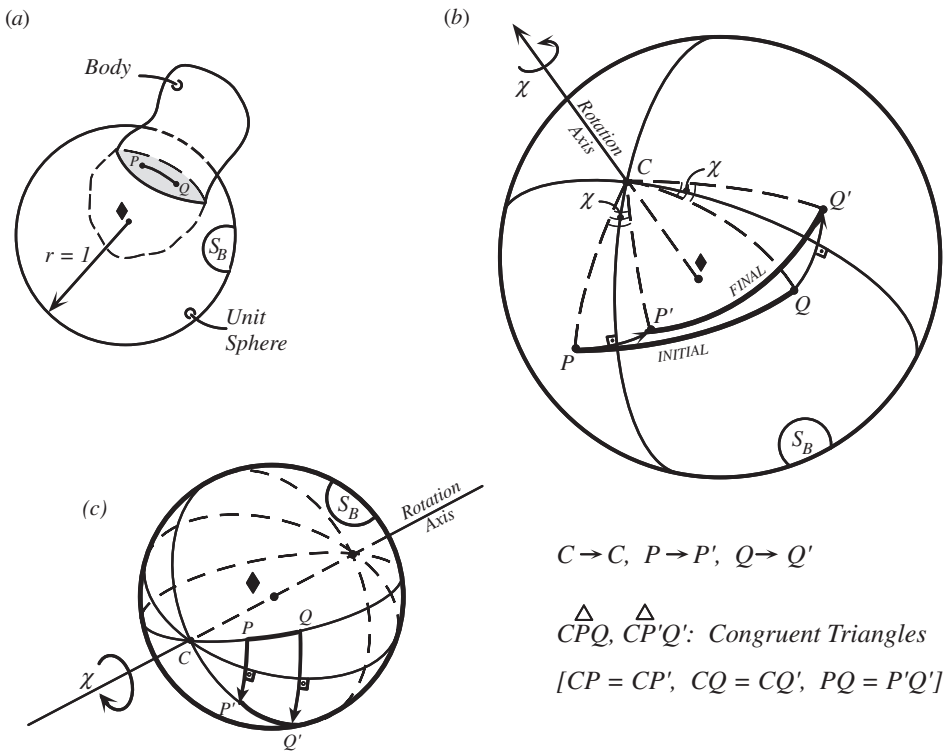 (a)
Body
P
Q
♦
r = 1
S_B
Unit
Sphere
(b)
χ
Rotation
Axis
C
χ
χ
Q'
♦
FINAL
Q
P'
P
INITIAL
S_B
(c)
S_B
Rotation
Axis
♦
P
Q
C
χ
P'
Q'
C → C, P → P', Q → Q'
△ △
CPQ, CP'Q': Congruent Triangles
[CP = CP', CQ = CQ', PQ = P'Q']